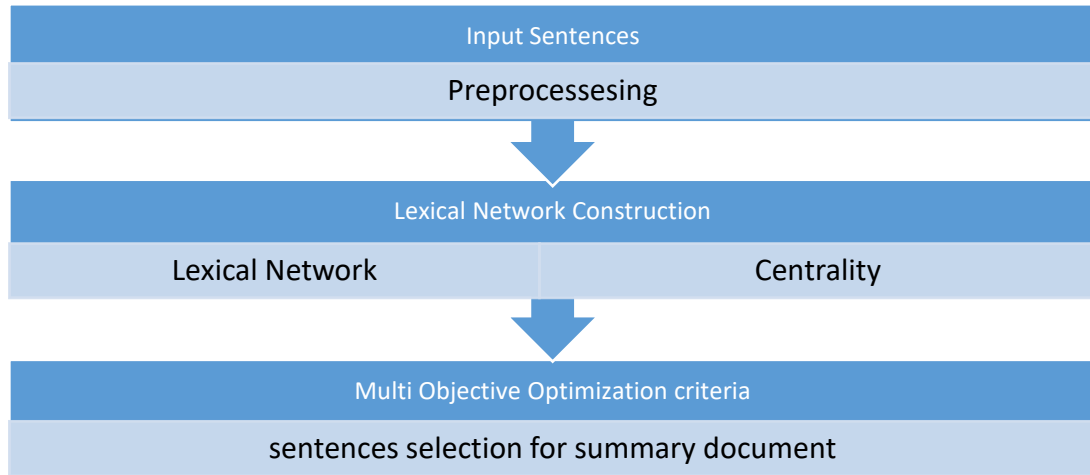 Input Sentences
Preprocessesing
Lexical Network Construction
Lexical Network
Centrality
Multi Objective Optimization criteria
sentences selection for summary document